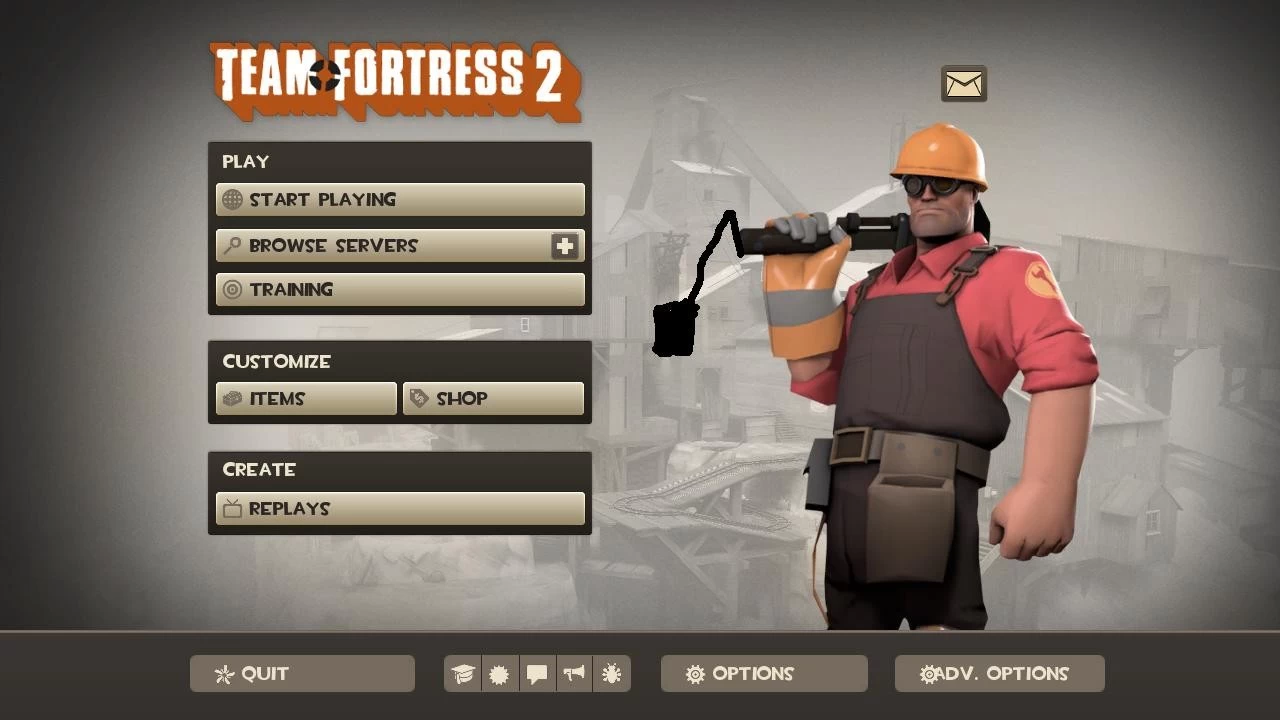 TEAM FORTRESS 2
PLAY
START PLAYING
BROWSE SERVERS
TRAINING
CUSTOMIZE
ITEMS
SHOP
CREATE
REPLAYS
QUIT
OPTIONS
ADV. OPTIONS